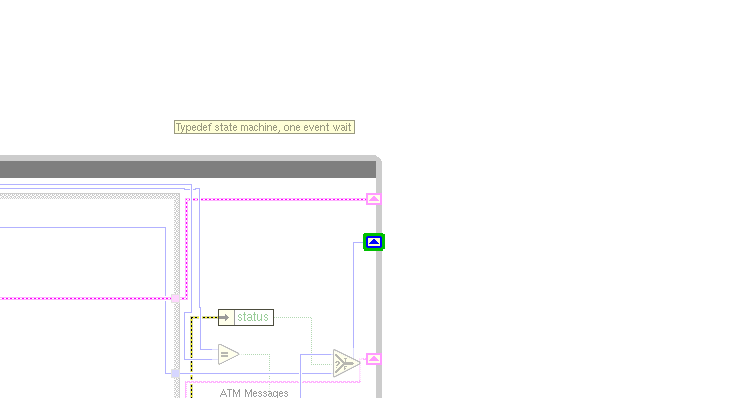 Typedef state machine, one event wait
status
=
? T F
ATM Messages